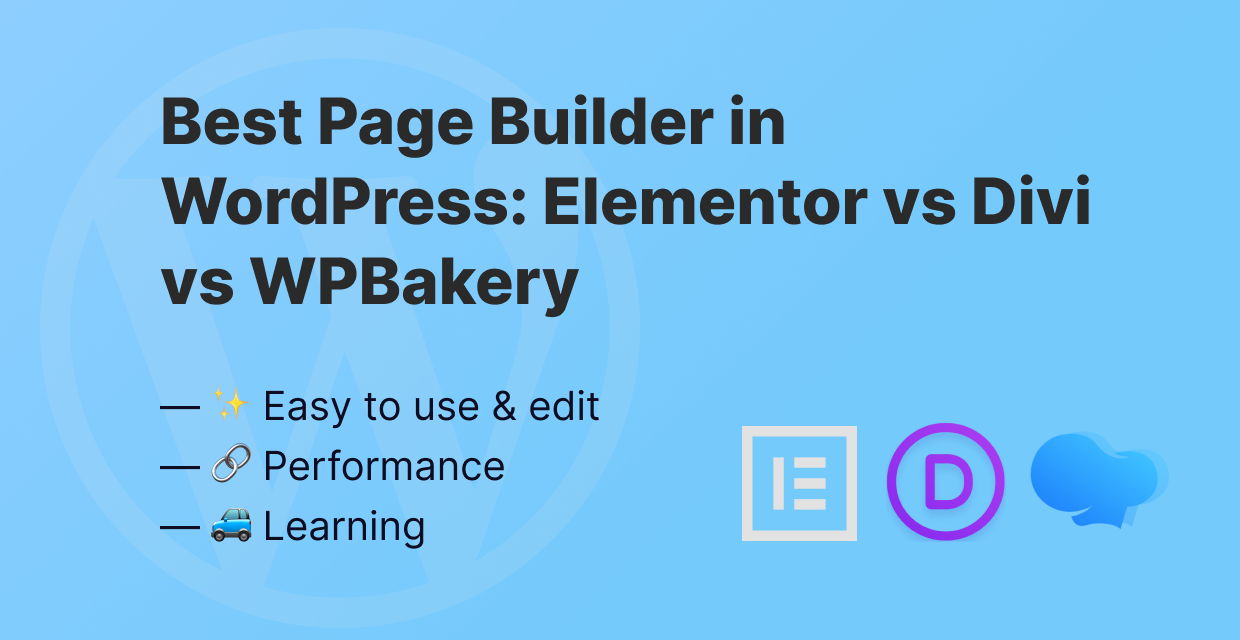 Best Page Builder in
WordPress: Elementor vs Divi
vs WPBakery
— ✨ Easy to use & edit
— 🔗 Performance
— 🚙 Learning